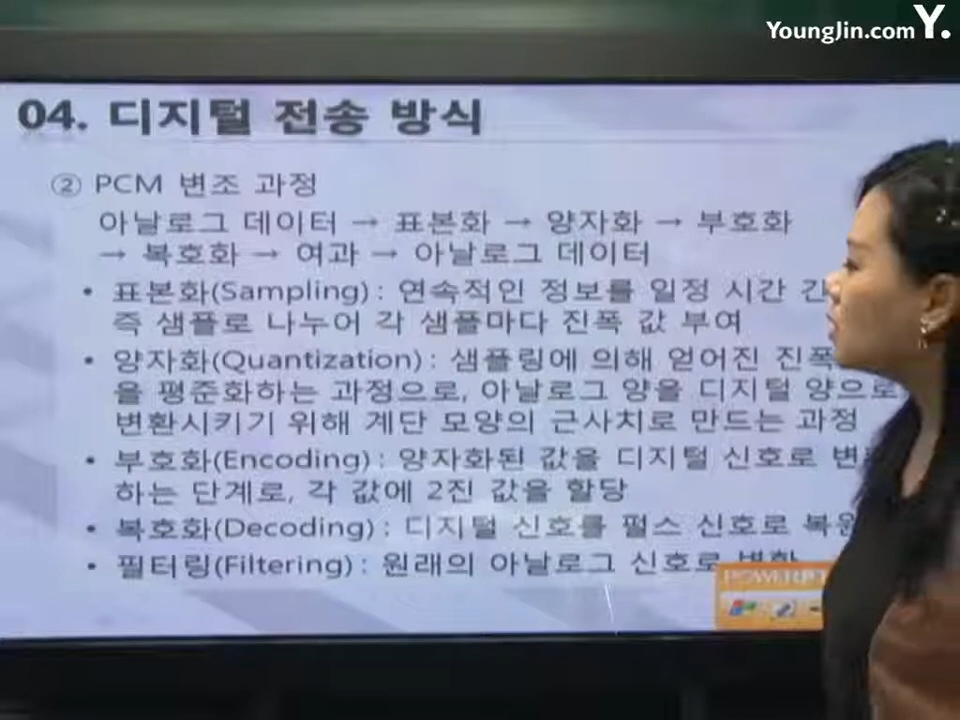 YoungJin.com Y.
04. 디지털 전송 방식
② PCM 변조 과정
아날로그 데이터 → 표본화 → 양자화 → 부호화
→ 복호화 → 여과 → 아날로그 데이터
• 표본화(Sampling) : 연속적인 정보를 일정 시간
즉 샘플로 나누어 각 샘플마다 진폭 값 부여
• 양자화(Quantization) : 샘플링에 의해 얻어진 진폭
을 평준화하는 과정으로, 아날로그 양을 디지털 양으로
변환시키기 위해 계단 모양의 근사치로 만드는 과정
• 부호화(Encoding) : 양자화된 값을 디지털 신호로
하는 단계로, 각 값에 2진 값을 할당
• 복호화(Decoding) : 디지털 신호를 펄스 신호로 복원
• 필터링(Filtering) : 원래의 아날로그 신호로 변환